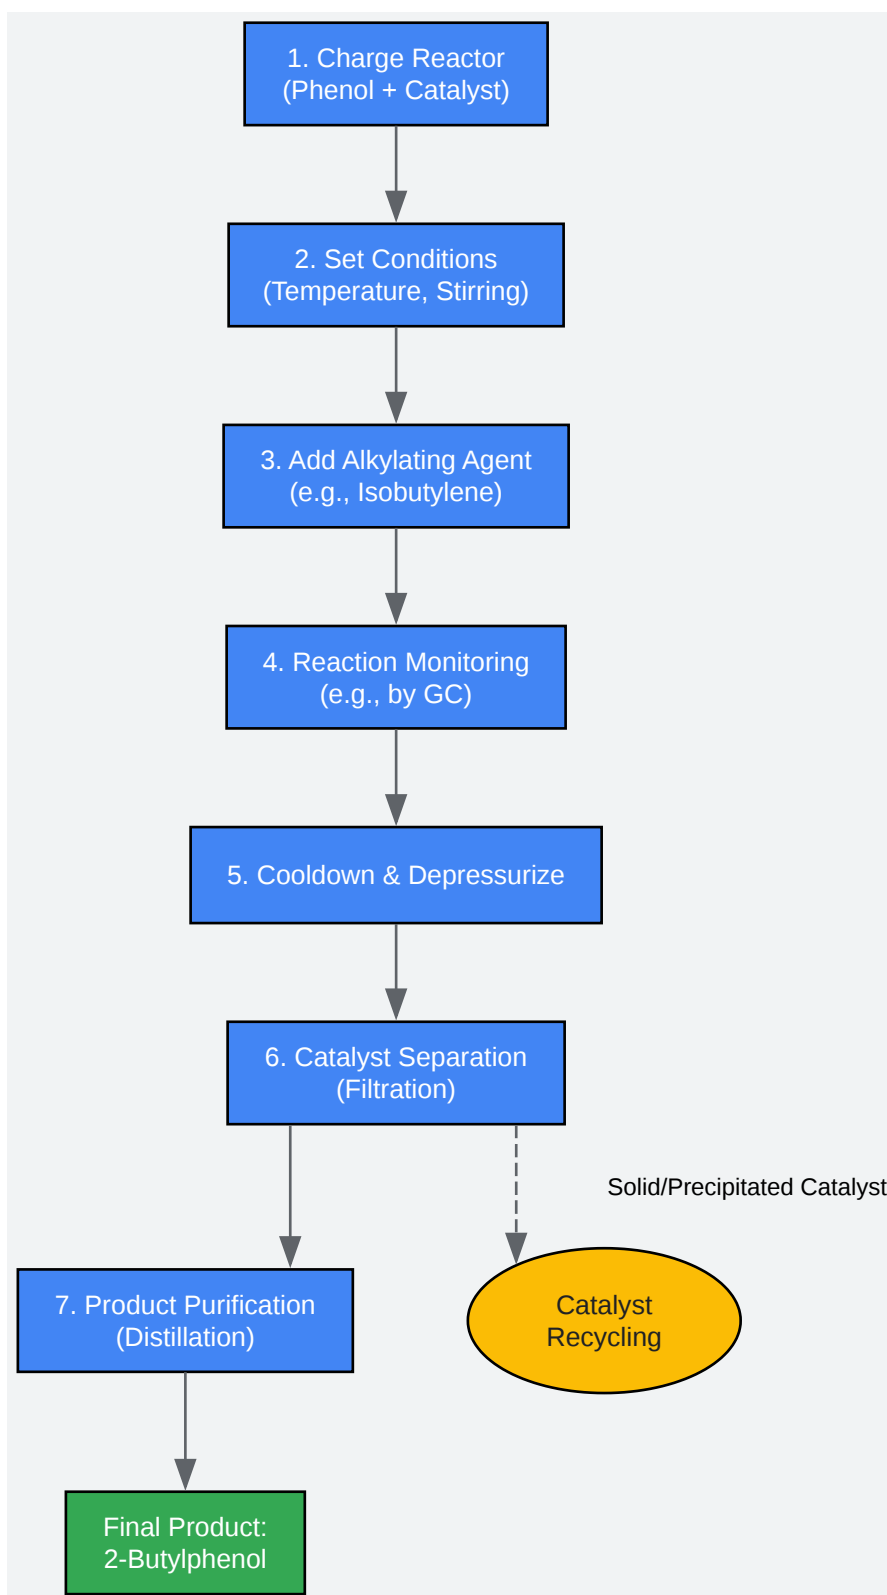 1. Charge Reactor
(Phenol + Catalyst)
2. Set Conditions
(Temperature, Stirring)
3. Add Alkylating Agent
(e.g., Isobutylene)
4. Reaction Monitoring
(e.g., by GC)
5. Cooldown & Depressurize
6. Catalyst Separation
(Filtration)
Solid/Precipitated Catalyst
7. Product Purification
(Distillation)
Catalyst
Recycling
Final Product:
2-Butylphenol